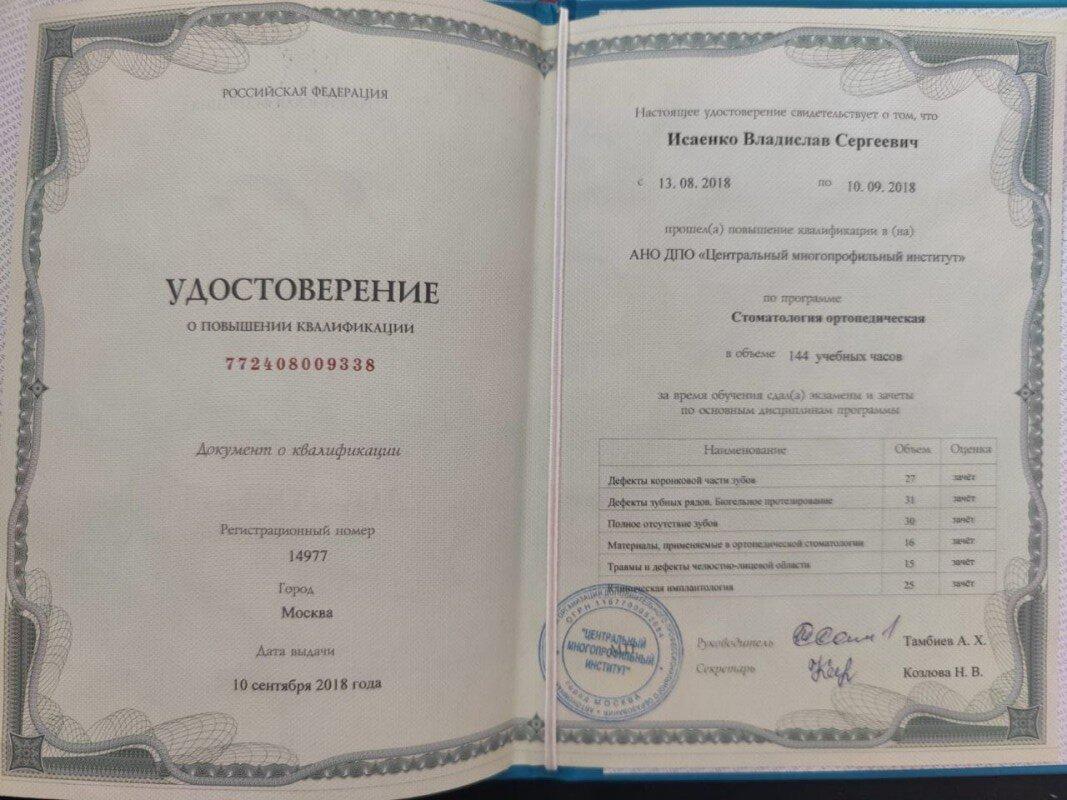 РОССИЙСКАЯ ФЕДЕРАЦИЯ
УДОСТОВЕРЕНИЕ
О ПОВЫШЕНИИ КВАЛИФИКАЦИИ
772408009338
Документ о квалификации
Регистрационный номер
14977
Город
Москва
Дата выдачи
10 сентября 2018 года
Настоящее удостоверение свидетельствует о том, что
Исаенко Владислав Сергеевич
с 13.08.2018 по 10.09.2018
прошел(а) повышение квалификации в (на)
АНО ДПО «Центральный многопрофильный институт»
по программе
Стоматология ортопедическая
в объеме 144 учебных часов
за время обучения сдал(а) экзамены и зачеты
по основным дисциплинам программы
Наименование Объем Оценка
Дефекты коронковой части зубов 27 зачёт
Дефекты зубных рядов. Бюгельное протезирование 31 зачёт
Полное отсутствие зубов 30 зачёт
Материалы, применяемые в ортопедической стоматологии 16 зачёт
Травмы и дефекты челюстно-лицевой области 15 зачёт
Клиническая имплантология 25 зачёт
Руководитель Тамбиев А. Х.
Секретарь Козлова Н. В.
"ЦЕНТРАЛЬНЫЙ
МНОГОПРОФИЛЬНЫЙ
ИНСТИТУТ"
ГОРОД МОСКВА